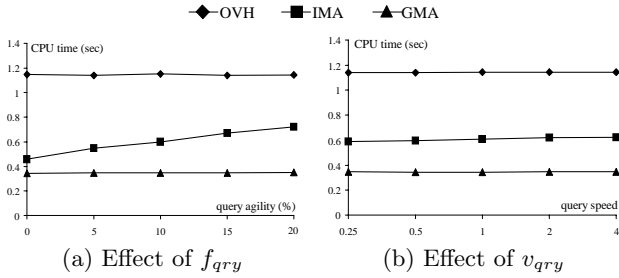 OVH IMA GMA
CPU time (sec)
1.4
1.2
1
0.8
0.6
0.4
0.2
0
query agility (%)
0 5 10 15 20
(a) Effect of f_qry
CPU time (sec)
1.4
1.2
1
0.8
0.6
0.4
0.2
0
query speed
0.25 0.5 1 2 4
(b) Effect of v_qry